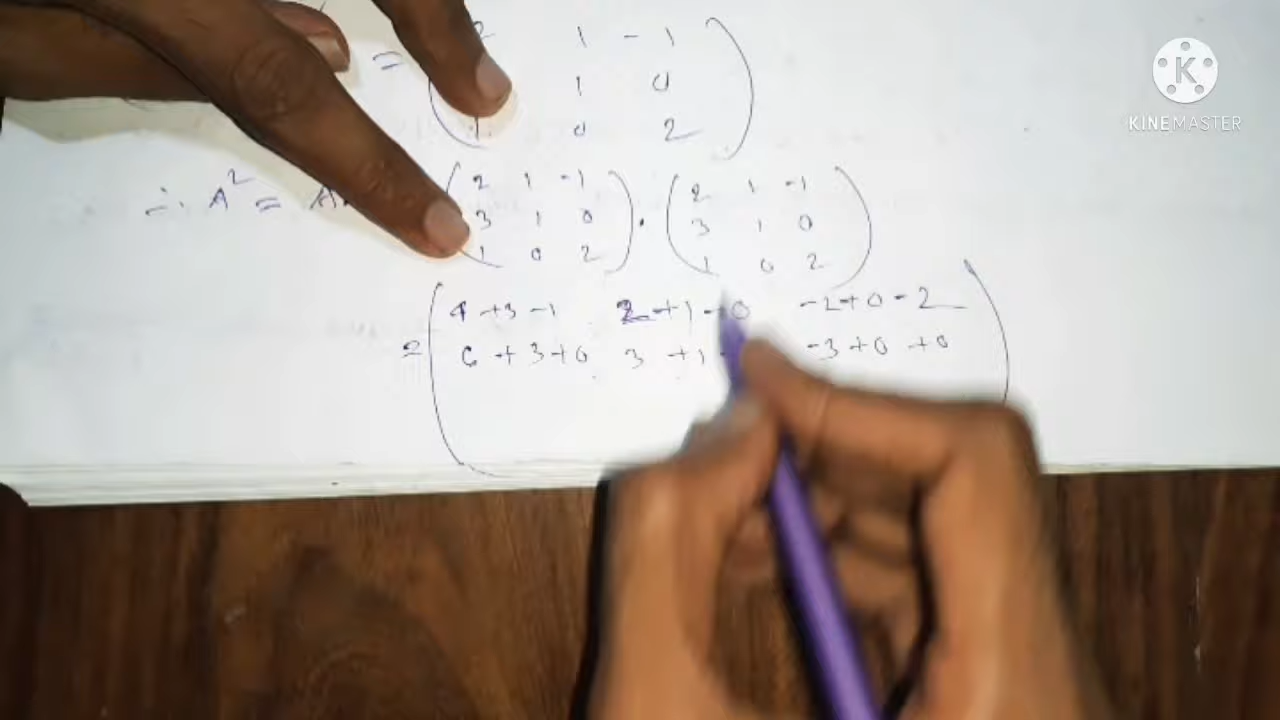 = 1 - 1
1 0
1 0 2
∴ A² = A 2 1 -1 3 1 0 1 0 2 · 2 1 -1 3 1 0 1 0 2
= 4+3-1 2+1+0 -2+0-2
6+3+0 3+1 -3+0+0
K
KINEMASTER